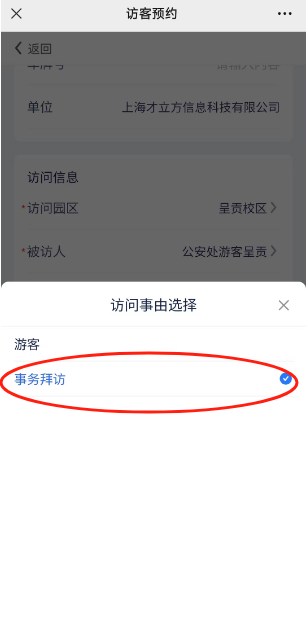 访客预约
返回
单位 上海才立方信息科技有限公司
访问信息
*访问园区 呈贡校区
*被访人 公安处游客呈贡
访问事由选择
游客
事务拜访